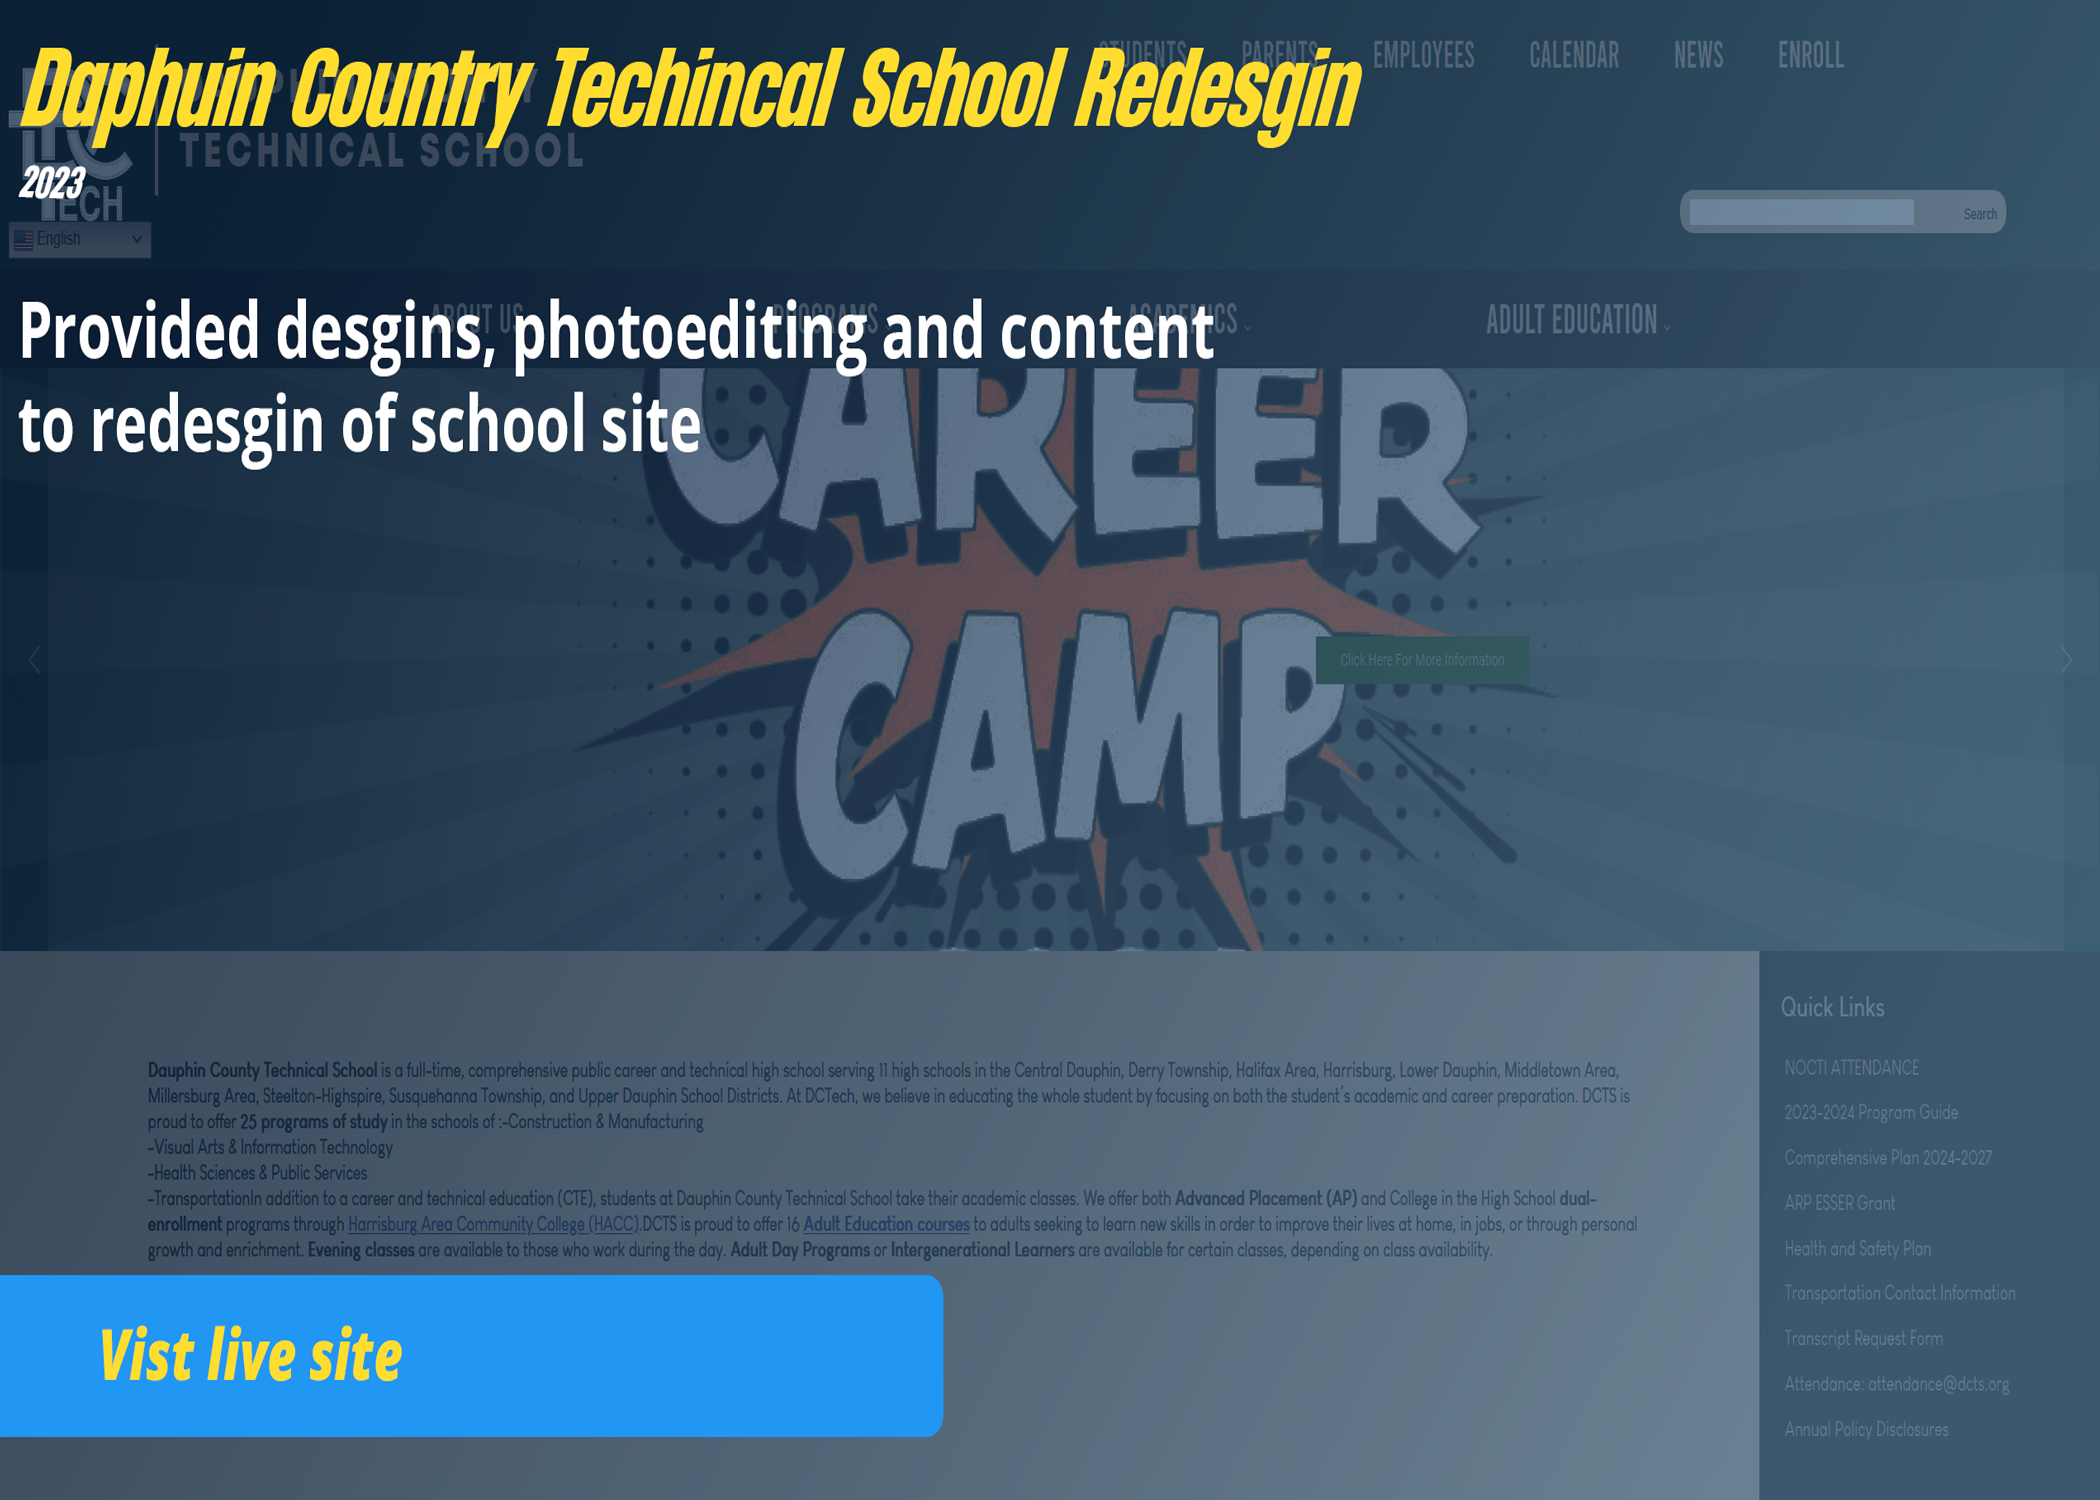 STUDENTS PARENTS EMPLOYEES CALENDAR NEWS ENROLL
Daphuin Country Techincal School Redesgin
TECHNICAL SCHOOL
2023
TECH
English
Search
Provided desgins, photoediting and content
ABOUT US PROGRAMS ACADEMICS ADULT EDUCATION
to redesgin of school site
CAREER
CAMP
Click Here For More Information
Dauphin County Technical School is a full-time, comprehensive public career and technical high school serving 11 high schools in the Central Dauphin, Derry Township, Halifax Area, Harrisburg, Lower Dauphin, Middletown Area,
Millersburg Area, Steelton-Highspire, Susquehanna Township, and Upper Dauphin School Districts. At DCTech, we believe in educating the whole student by focusing on both the student's academic and career preparation. DCTS is
proud to offer 25 programs of study in the schools of :-Construction & Manufacturing
-Visual Arts & Information Technology
-Health Sciences & Public Services
-TransportationIn addition to a career and technical education (CTE), students at Dauphin County Technical School take their academic classes. We offer both Advanced Placement (AP) and College in the High School dual-
enrollment programs through Harrisburg Area Community College (HACC).DCTS is proud to offer 16 Adult Education courses to adults seeking to learn new skills in order to improve their lives at home, in jobs, or through personal
growth and enrichment. Evening classes are available to those who work during the day. Adult Day Programs or Intergenerational Learners are available for certain classes, depending on class availability.
Quick Links
NOCTI ATTENDANCE
2023-2024 Program Guide
Comprehensive Plan 2024-2027
ARP ESSER Grant
Health and Safety Plan
Transportation Contact Information
Transcript Request Form
Attendance: attendance@dcts.org
Annual Policy Disclosures
Vist live site